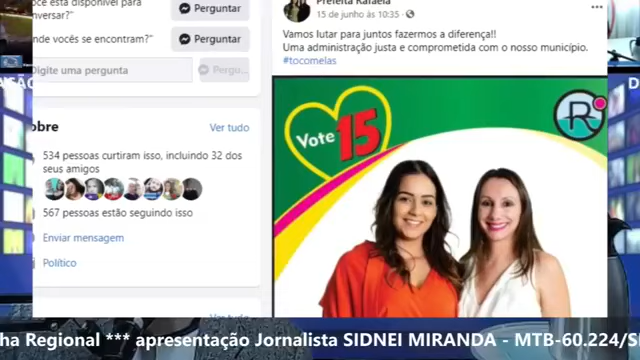 ocê está disponível para
onversar?"
Perguntar
nde vocês se encontram?"
Perguntar
Digite uma pergunta
Pergu...
obre
Ver tudo
534 pessoas curtiram isso, incluindo 32 dos
seus amigos
567 pessoas estão seguindo isso
Enviar mensagem
Político
Prefeita Rafaela
15 de junho às 10:35
Vamos lutar para juntos fazermos a diferença!!
Uma administração justa e comprometida com o nosso município.
#tocomelas
Vote 15
R
ha Regional *** apresentação Jornalista SIDNEI MIRANDA - MTB-60.224/S